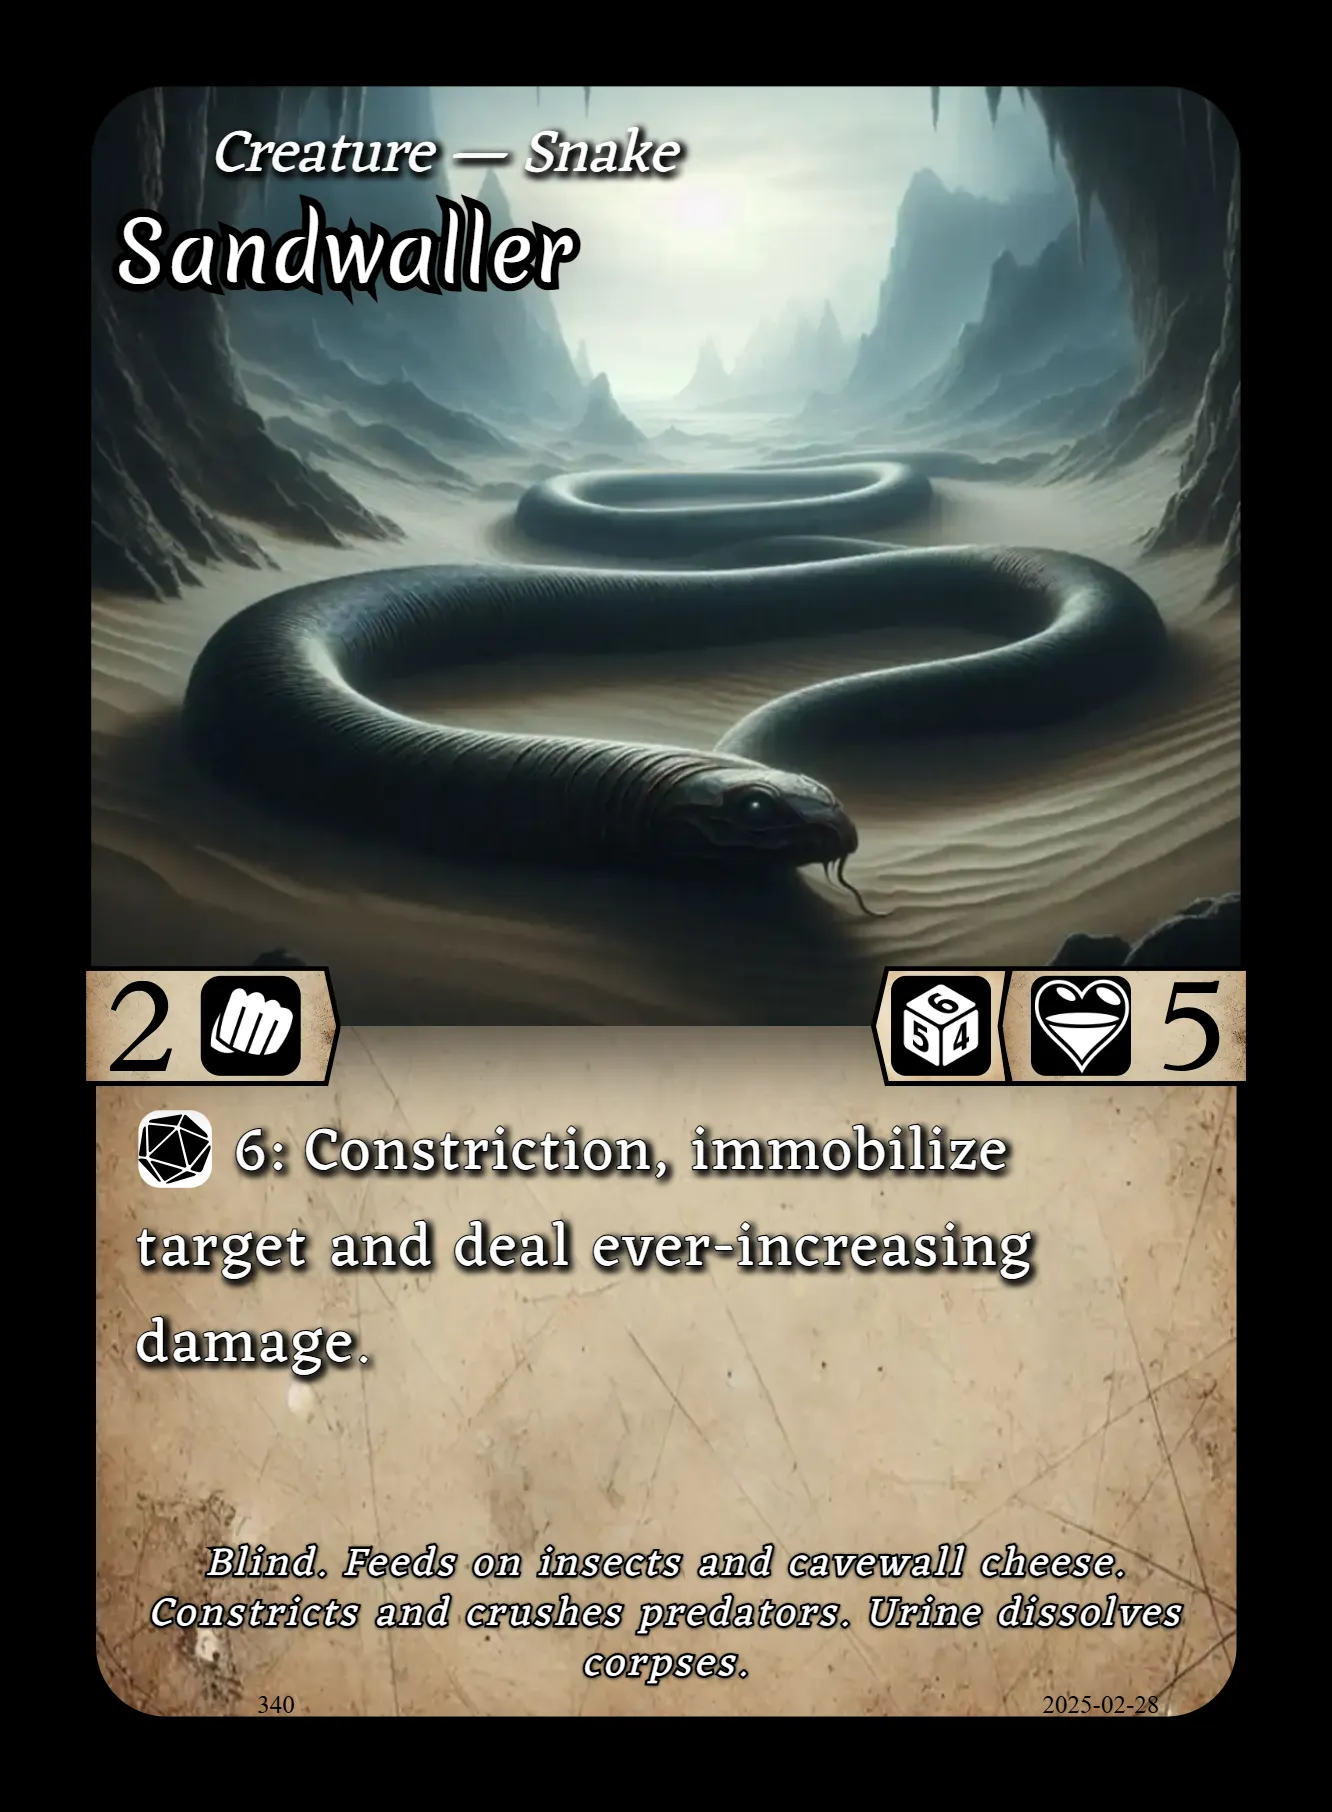 Creature — Snake
Sandwaller
2
6
5 4
5
6: Constriction, immobilize
target and deal ever-increasing
damage.
Blind. Feeds on insects and cavewall cheese.
Constricts and crushes predators. Urine dissolves
corpses.
340 2025-02-28